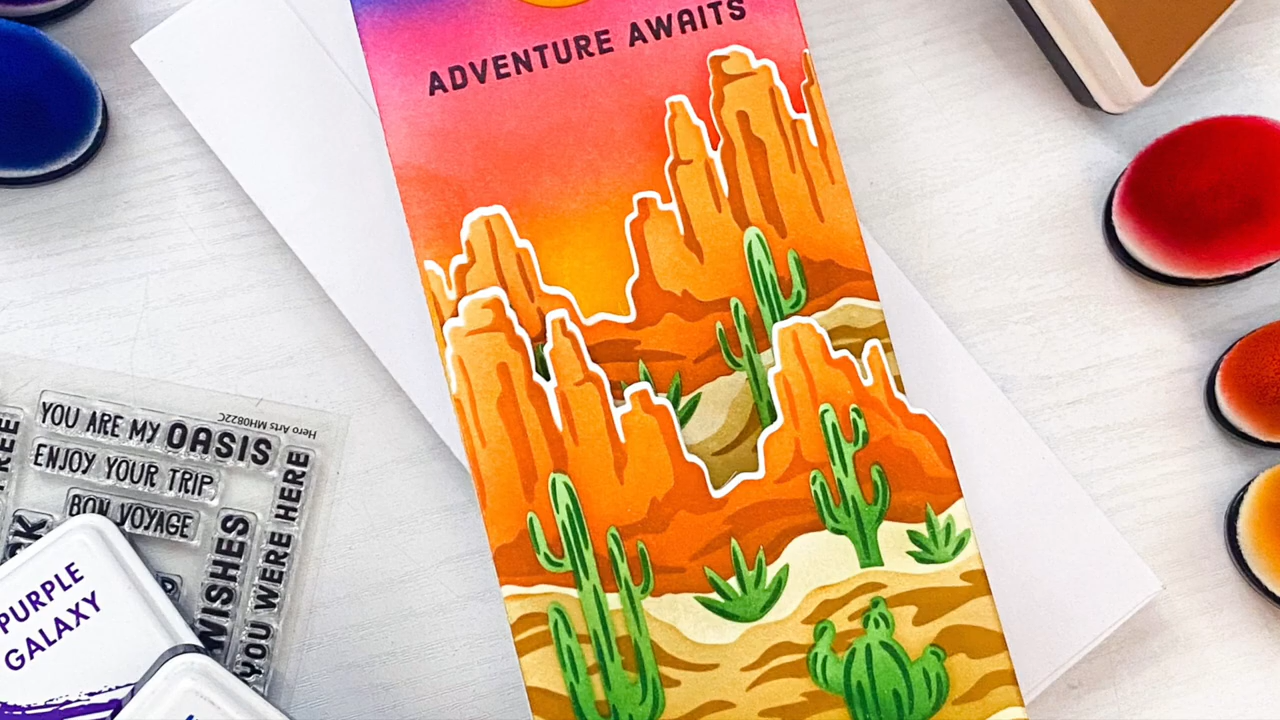 ADVENTURE AWAITS
YOU ARE MY OASIS
Hero Arts MH0822C
ENJOY YOUR TRIP
BON VOYAGE
WISHES
YOU WERE HERE
PURPLE
GALAXY